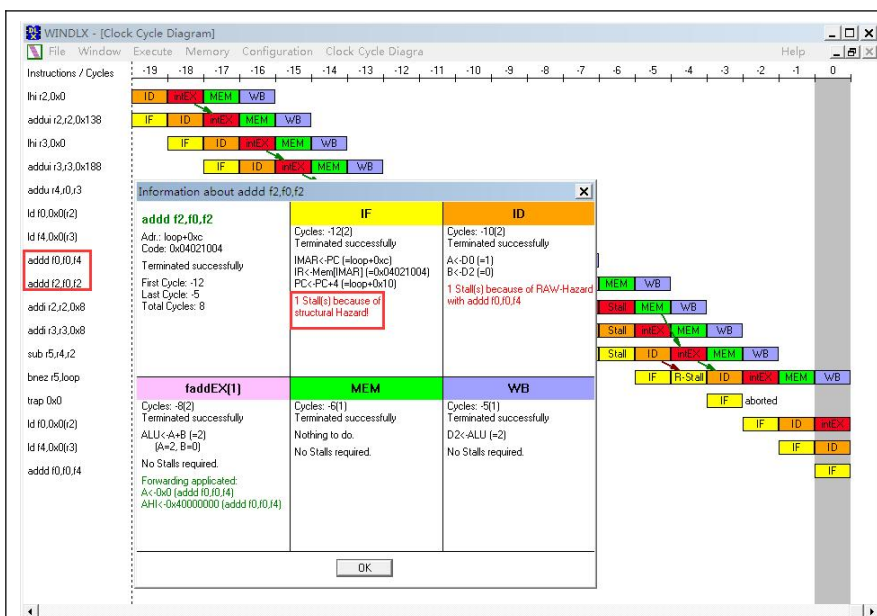 WINDLX - [Clock Cycle Diagram]
File Window Execute Memory Configuration Clock Cycle Diagra Help
Instructions / Cycles -19 -18 -17 -16 -15 -14 -13 -12 -11 -10 -9 -8 -7 -6 -5 -4 -3 -2 -1 0
lhi r2,0x0 ID intEX MEM WB
addui r2,r2,0x138 IF ID intEX MEM WB
lhi r3,0x0 IF ID intEX MEM WB
addui r3,r3,0x188 IF ID intEX MEM WB
addu r4,r0,r3
ld f0,0x0(r2)
ld f4,0x0(r3)
addd f0,f0,f4
addd f2,f0,f2 MEM WB
addi r2,r2,0x8 Stall MEM WB
addi r3,r3,0x8 Stall intEX MEM WB
sub r5,r4,r2 Stall ID intEX MEM WB
bnez r5,loop IF R-Stall ID intEX MEM WB
trap 0x0 IF aborted
ld f0,0x0(r2) IF ID intEX
ld f4,0x0(r3) IF ID
addd f0,f0,f4 IF
Information about addd f2,f0,f2
addd f2,f0,f2
Adr.: loop+0xc
Code: 0x04021004
Terminated successfully
First Cycle: -12
Last Cycle: -5
Total Cycles: 8
IF
Cycles: -12(2)
Terminated successfully
IMAR<-PC (=loop+0xc)
IR<-Mem[IMAR] (=0x04021004)
PC<-PC+4 (=loop+0x10)
1 Stall(s) because of
structural Hazard!
ID
Cycles: -10(2)
Terminated successfully
A<-D0 (=1)
B<-D2 (=0)
1 Stall(s) because of RAW-Hazard
with addd f0,f0,f4
faddEX[1]
Cycles: -8(2)
Terminated successfully
ALU<-A+B (=2)
(A=2, B=0)
No Stalls required.
Forwarding applicated:
A<-0x0 (addd f0,f0,f4)
AHI<-0x40000000 (addd f0,f0,f4)
MEM
Cycles: -6(1)
Terminated successfully
Nothing to do.
No Stalls required.
WB
Cycles: -5(1)
Terminated successfully
D2<-ALU (=2)
No Stalls required.
OK